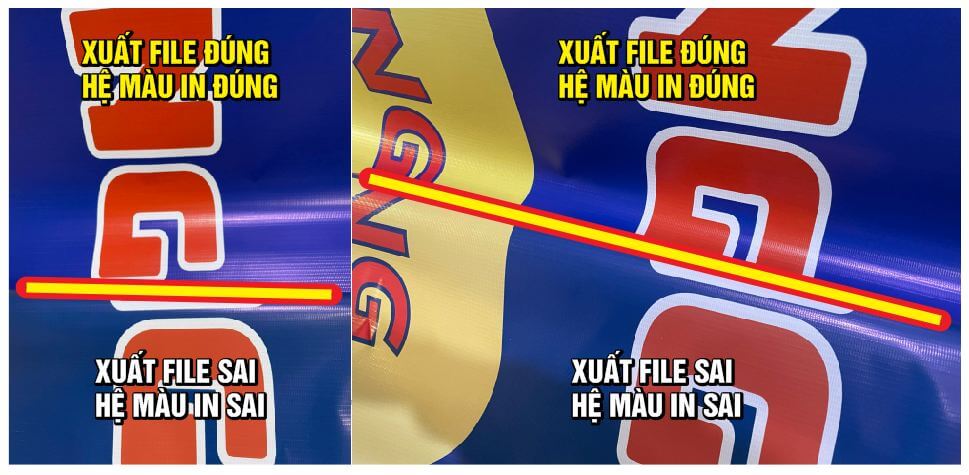 XUẤT FILE ĐÚNG
HỆ MÀU IN ĐÚNG
XUẤT FILE SAI
HỆ MÀU IN SAI
XUẤT FILE ĐÚNG
HỆ MÀU IN ĐÚNG
XUẤT FILE SAI
HỆ MÀU IN SAI